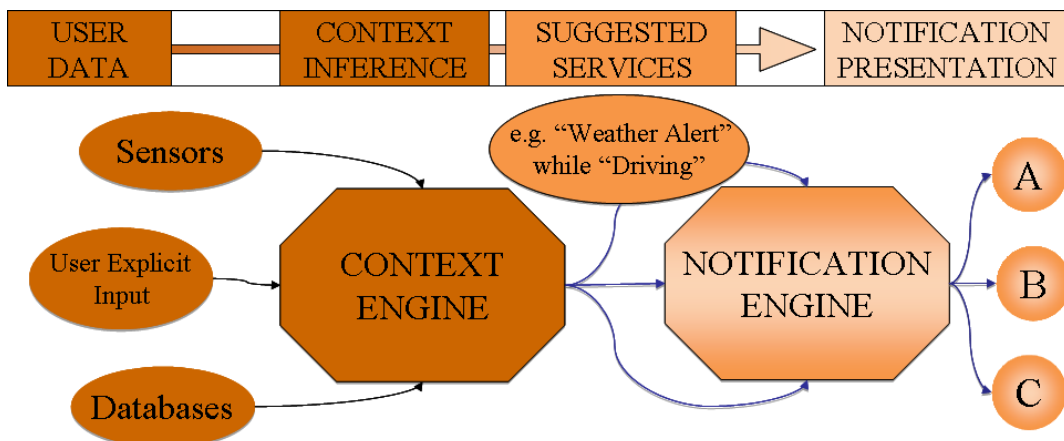 USER
DATA
CONTEXT
INFERENCE
SUGGESTED
SERVICES
NOTIFICATION
PRESENTATION
e.g. “Weather Alert”
while “Driving”
Sensors
User Explicit
Input
Databases
CONTEXT
ENGINE
NOTIFICATION
ENGINE
A
B
C